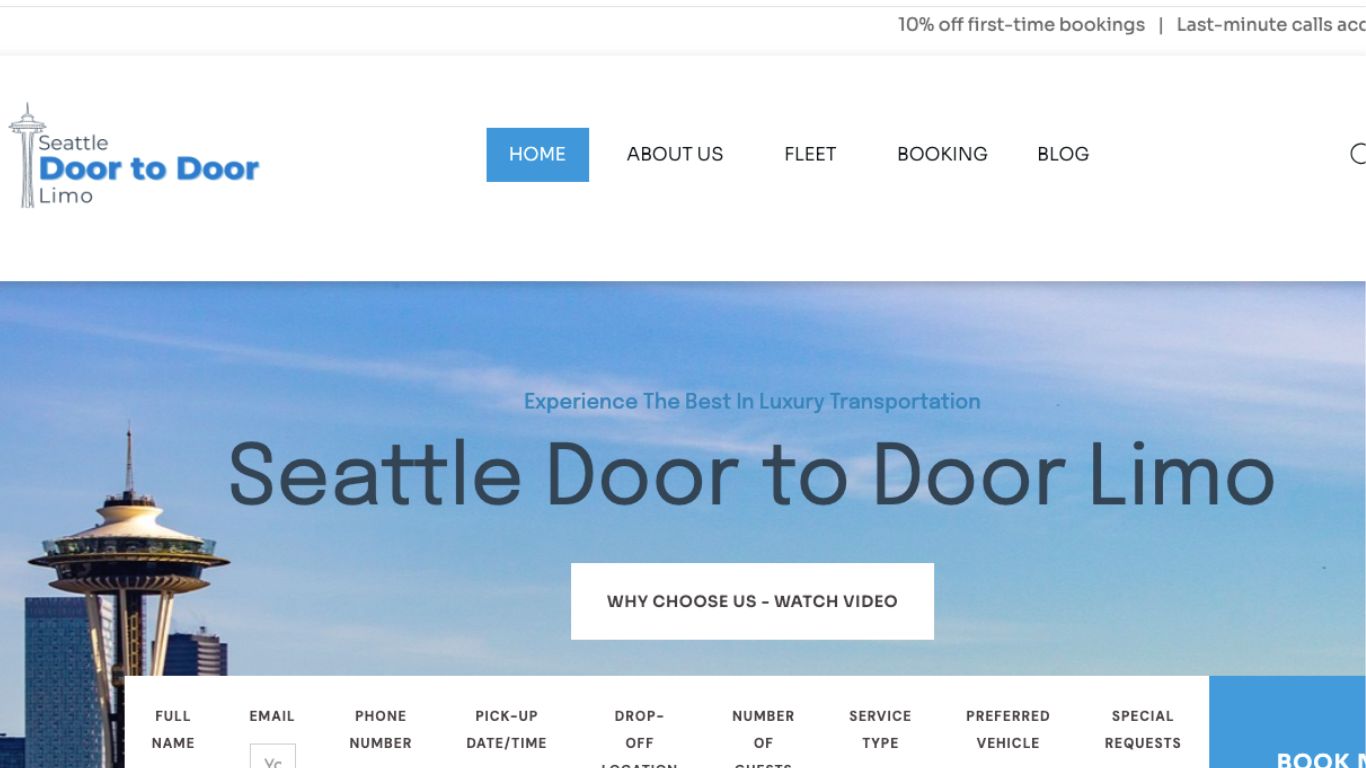 10% off first-time bookings | Last-minute calls
Seattle
Door to Door
Limo
HOME ABOUT US FLEET BOOKING BLOG
Experience The Best In Luxury Transportation
Seattle Door to Door Limo
WHY CHOOSE US - WATCH VIDEO
FULL NAME
EMAIL
PHONE NUMBER
PICK-UP DATE/TIME
DROP-OFF LOCATION
NUMBER OF GUESTS
SERVICE TYPE
PREFERRED VEHICLE
SPECIAL REQUESTS
BOOK